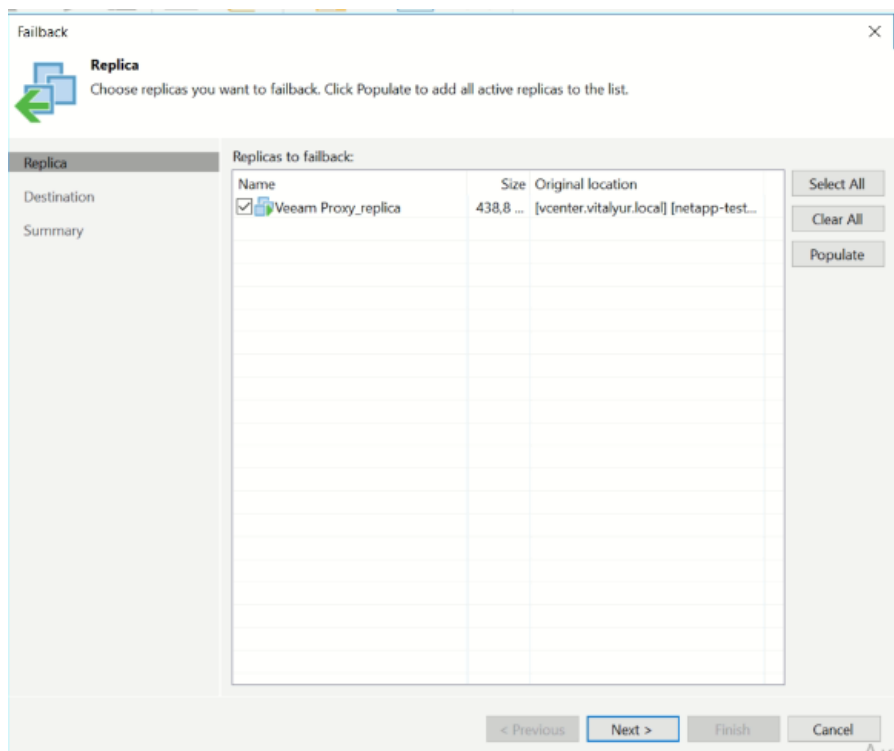 Failback
Replica
Choose replicas you want to failback. Click Populate to add all active replicas to the list.
Replica
Destination
Summary
Replicas to failback:
Name Size Original location
Veeam Proxy_replica 438,8 ... [vcenter.vitalyur.local] [netapp-test...
Select All
Clear All
Populate
< Previous Next > Finish Cancel